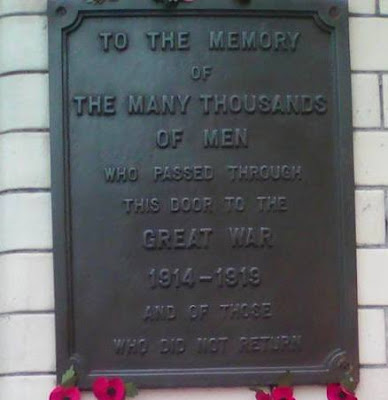 TO THE MEMORY
OF
THE MANY THOUSANDS
OF MEN
WHO PASSED THROUGH
THIS DOOR TO THE
GREAT WAR
1914-1919
AND OF THOSE
WHO DID NOT RETURN